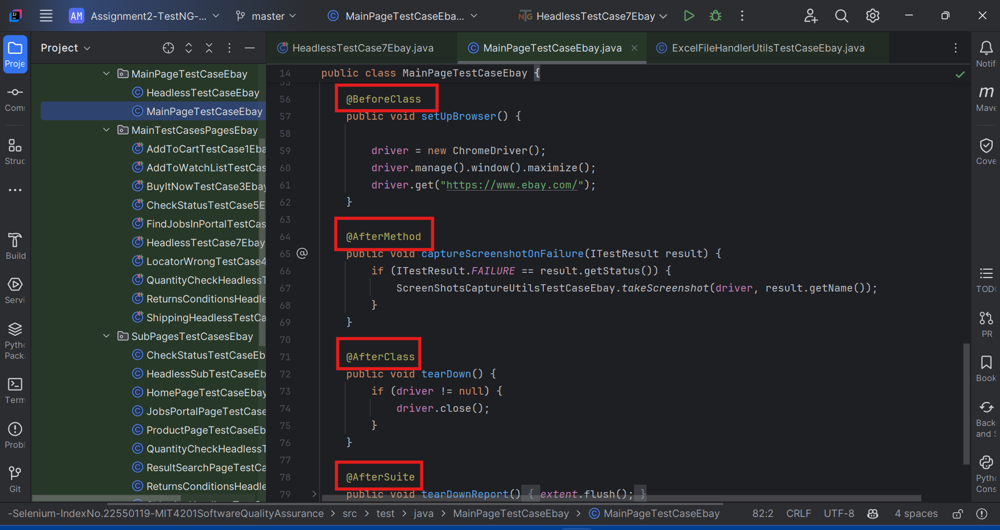 AM Assignment2-TestNG-... master MainPageTestCaseEba... NTG HeadlessTestCase7Ebay
Project
HeadlessTestCase7Ebay.java MainPageTestCaseEbay.java ExcelFileHandlerUtilsTestCaseEbay.java
Proje
Comr
Struc
Build
Servi
Pythc
Pack
Term
Probl
Git
MainPageTestCaseEbay
HeadlessTestCaseEbay
MainPageTestCaseEbay
MainTestCasesPagesEbay
AddToCartTestCase1Eba
AddToWatchListTestCas
BuyItNowTestCase3Ebay
CheckStatusTestCase5E
FindJobsInPortalTestCas
HeadlessTestCase7Ebay
LocatorWrongTestCase4
QuantityCheckHeadlessT
ReturnsConditionsHeadle
ShippingHeadlessTestCa
SubPagesTestCasesEbay
CheckStatusTestCaseEb
HeadlessSubTestCaseEb
HomePageTestCaseEbay
JobsPortalPageTestCase
ProductPageTestCaseEb
QuantityCheckHeadlessT
ResultSearchPageTestCa
ReturnsConditionsHeadle
14 public class MainPageTestCaseEbay {
55
56 @BeforeClass
57 public void setUpBrowser() {
58
59 driver = new ChromeDriver();
60 driver.manage().window().maximize();
61 driver.get("https://www.ebay.com/");
62 }
63
64 @AfterMethod
65 @ public void captureScreenshotOnFailure(ITestResult result) {
66 if (ITestResult.FAILURE == result.getStatus()) {
67 ScreenShotsCaptureUtilsTestCaseEbay.takeScreenshot(driver, result.getName());
68 }
69 }
70
71 @AfterClass
72 public void tearDown() {
73 if (driver != null) {
74 driver.close();
75 }
76 }
77
78 @AfterSuite
79 public void tearDownReport() { extent.flush(); }
Notif
m
Mave
Cove
TODO
PR
Book
Back
and S
Pythc
Cons
-Selenium-IndexNo.22550119-MIT4201SoftwareQualityAssurance > src > test > java > MainPageTestCaseEbay > MainPageTestCaseEbay 82:2 CRLF UTF-8 4 spaces